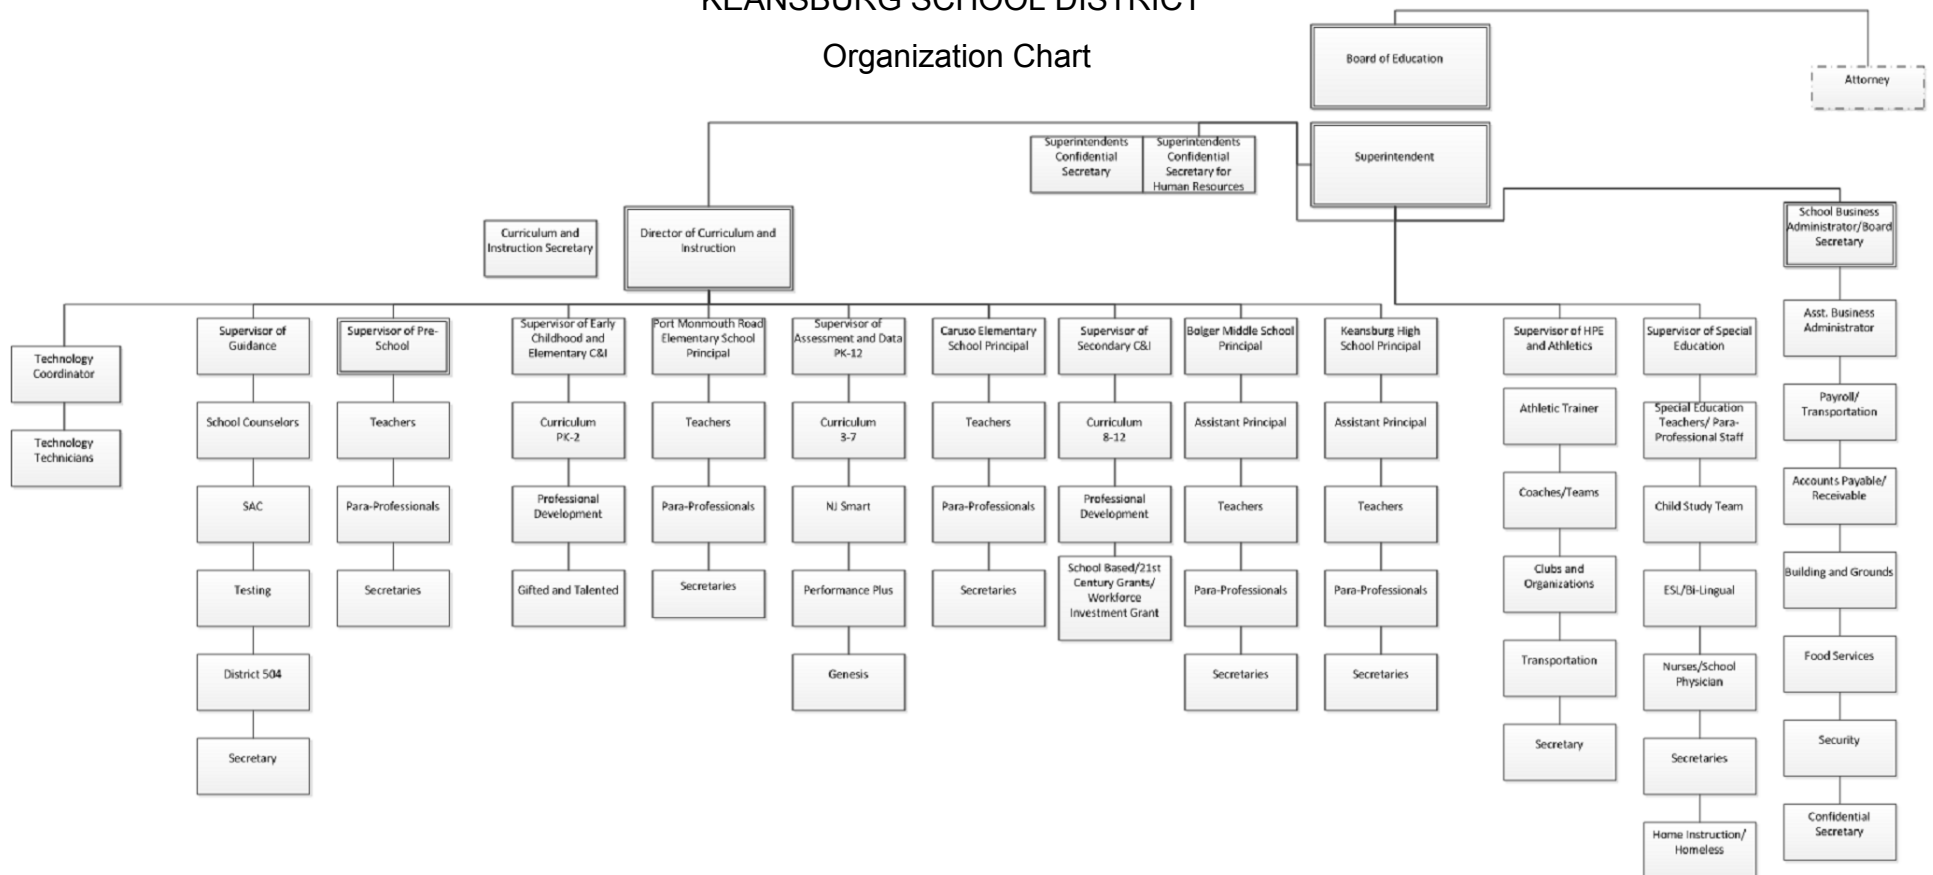 KEANSBURG SCHOOL DISTRICT
Organization Chart
Board of Education
Attorney
Superintendents
Confidential
Secretary
Superintendents
Confidential
Secretary for
Human Resources
Superintendent
Curriculum and
Instruction Secretary
Director of Curriculum and
Instruction
School Business
Administrator/Board
Secretary
Technology
Coordinator
Technology
Technicians
Supervisor of
Guidance
School Counselors
SAC
Testing
District 504
Secretary
Supervisor of Pre-
School
Teachers
Para-Professionals
Secretaries
Supervisor of Early
Childhood and
Elementary C&I
Curriculum
PK-2
Professional
Development
Gifted and Talented
Port Monmouth Road
Elementary School
Principal
Teachers
Para-Professionals
Secretaries
Supervisor of
Assessment and Data
PK-12
Curriculum
3-7
NJ Smart
Performance Plus
Genesis
Caruso Elementary
School Principal
Teachers
Para-Professionals
Secretaries
Supervisor of
Secondary C&I
Curriculum
8-12
Professional
Development
School Based/21st
Century Grants/
Workforce
Investment Grant
Bolger Middle School
Principal
Assistant Principal
Teachers
Para-Professionals
Secretaries
Keansburg High
School Principal
Assistant Principal
Teachers
Para-Professionals
Secretaries
Supervisor of HPE
and Athletics
Athletic Trainer
Coaches/Teams
Clubs and
Organizations
Transportation
Secretary
Supervisor of Special
Education
Special Education
Teachers/ Para-
Professional Staff
Child Study Team
ESL/Bi-Lingual
Nurses/School
Physician
Secretaries
Home Instruction/
Homeless
Asst. Business
Administrator
Payroll/
Transportation
Accounts Payable/
Receivable
Building and Grounds
Food Services
Security
Confidential
Secretary